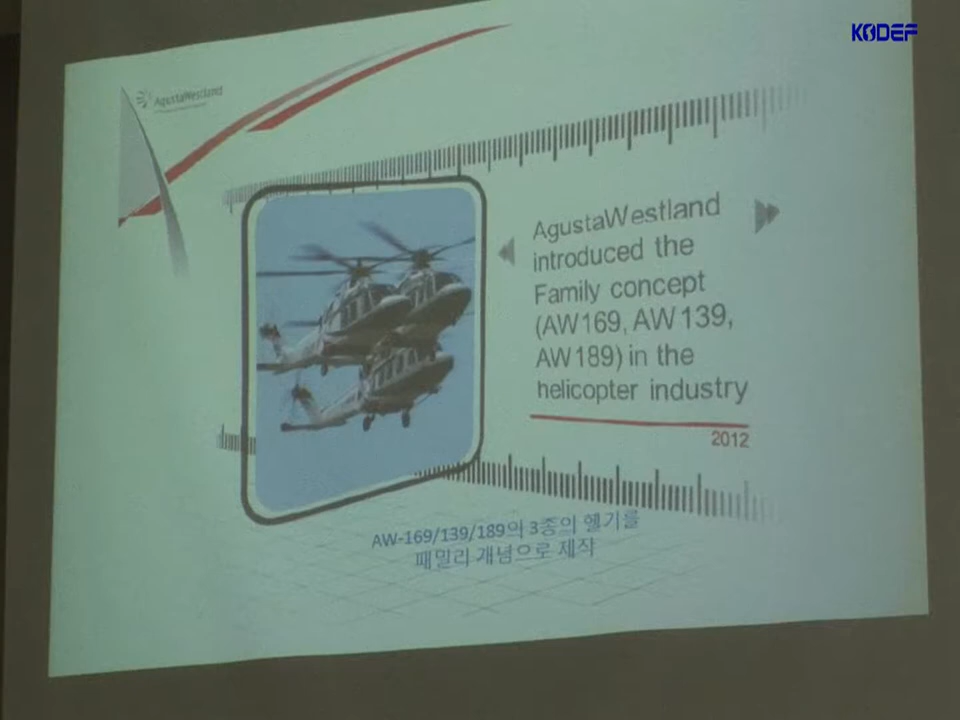 KODEF
AgustaWestland
AgustaWestland
introduced the
Family concept
(AW169, AW139,
AW189) in the
helicopter industry
2012
AW-169/139/189의 3종의 헬기를
패밀리 개념으로 제작